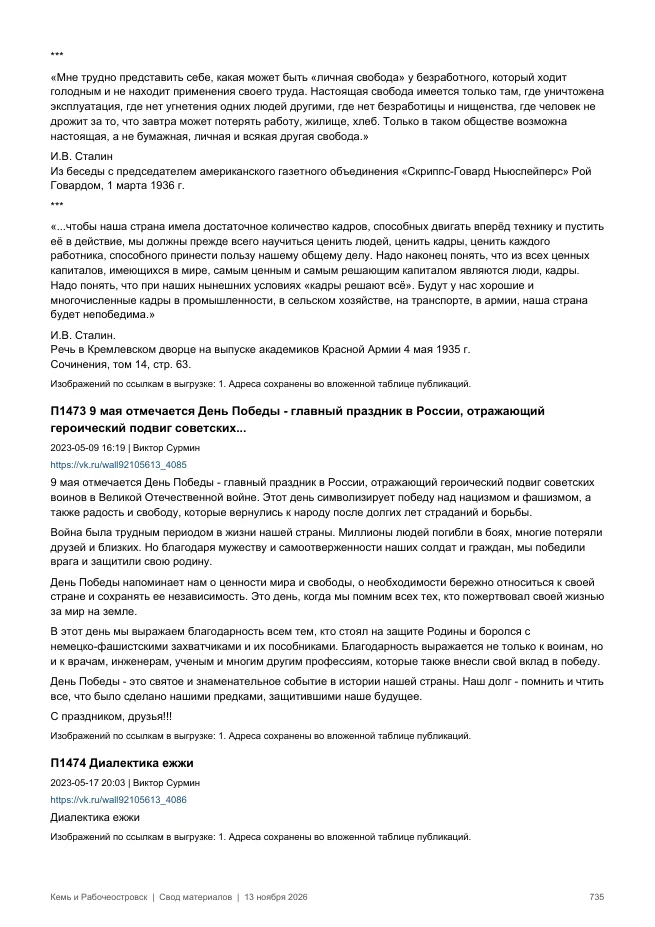 ***
«Мне трудно представить себе, какая может быть «личная свобода» у безработного, который ходит
голодным и не находит применения своего труда. Настоящая свобода имеется только там, где уничтожена
эксплуатация, где нет угнетения одних людей другими, где нет безработицы и нищенства, где человек не
дрожит за то, что завтра может потерять работу, жилище, хлеб. Только в таком обществе возможна
настоящая, а не бумажная, личная и всякая другая свобода.»
И.В. Сталин
Из беседы с председателем американского газетного объединения «Скриппс-Говард Ньюспейперс» Рой
Говардом, 1 марта 1936 г.
***
«...чтобы наша страна имела достаточное количество кадров, способных двигать вперёд технику и пустить
её в действие, мы должны прежде всего научиться ценить людей, ценить кадры, ценить каждого
работника, способного принести пользу нашему общему делу. Надо наконец понять, что из всех ценных
капиталов, имеющихся в мире, самым ценным и самым решающим капиталом являются люди, кадры.
Надо понять, что при наших нынешних условиях «кадры решают всё». Будут у нас хорошие и
многочисленные кадры в промышленности, в сельском хозяйстве, на транспорте, в армии, наша страна
будет непобедима.»
И.В. Сталин.
Речь в Кремлевском дворце на выпуске академиков Красной Армии 4 мая 1935 г.
Сочинения, том 14, стр. 63.
Изображений по ссылкам в выгрузке: 1. Адреса сохранены во вложенной таблице публикаций.
П1473 9 мая отмечается День Победы - главный праздник в России, отражающий
героический подвиг советских...
2023-05-09 16:19 | Виктор Сурмин
https://vk.ru/wall92105613_4085
9 мая отмечается День Победы - главный праздник в России, отражающий героический подвиг советских
воинов в Великой Отечественной войне. Этот день символизирует победу над нацизмом и фашизмом, а
также радость и свободу, которые вернулись к народу после долгих лет страданий и борьбы.
Война была трудным периодом в жизни нашей страны. Миллионы людей погибли в боях, многие потеряли
друзей и близких. Но благодаря мужеству и самоотверженности наших солдат и граждан, мы победили
врага и защитили свою родину.
День Победы напоминает нам о ценности мира и свободы, о необходимости бережно относиться к своей
стране и сохранять ее независимость. Это день, когда мы помним всех тех, кто пожертвовал своей жизнью
за мир на земле.
В этот день мы выражаем благодарность всем тем, кто стоял на защите Родины и боролся с
немецко-фашистскими захватчиками и их пособниками. Благодарность выражается не только к воинам, но
и к врачам, инженерам, ученым и многим другим профессиям, которые также внесли свой вклад в победу.
День Победы - это святое и знаменательное событие в истории нашей страны. Наш долг - помнить и чтить
все, что было сделано нашими предками, защитившими наше будущее.
С праздником, друзья!!!
Изображений по ссылкам в выгрузке: 1. Адреса сохранены во вложенной таблице публикаций.
П1474 Диалектика ежжи
2023-05-17 20:03 | Виктор Сурмин
https://vk.ru/wall92105613_4086
Диалектика ежжи
Изображений по ссылкам в выгрузке: 1. Адреса сохранены во вложенной таблице публикаций.
Кемь и Рабочеостровск | Свод материалов | 13 ноября 2026
735